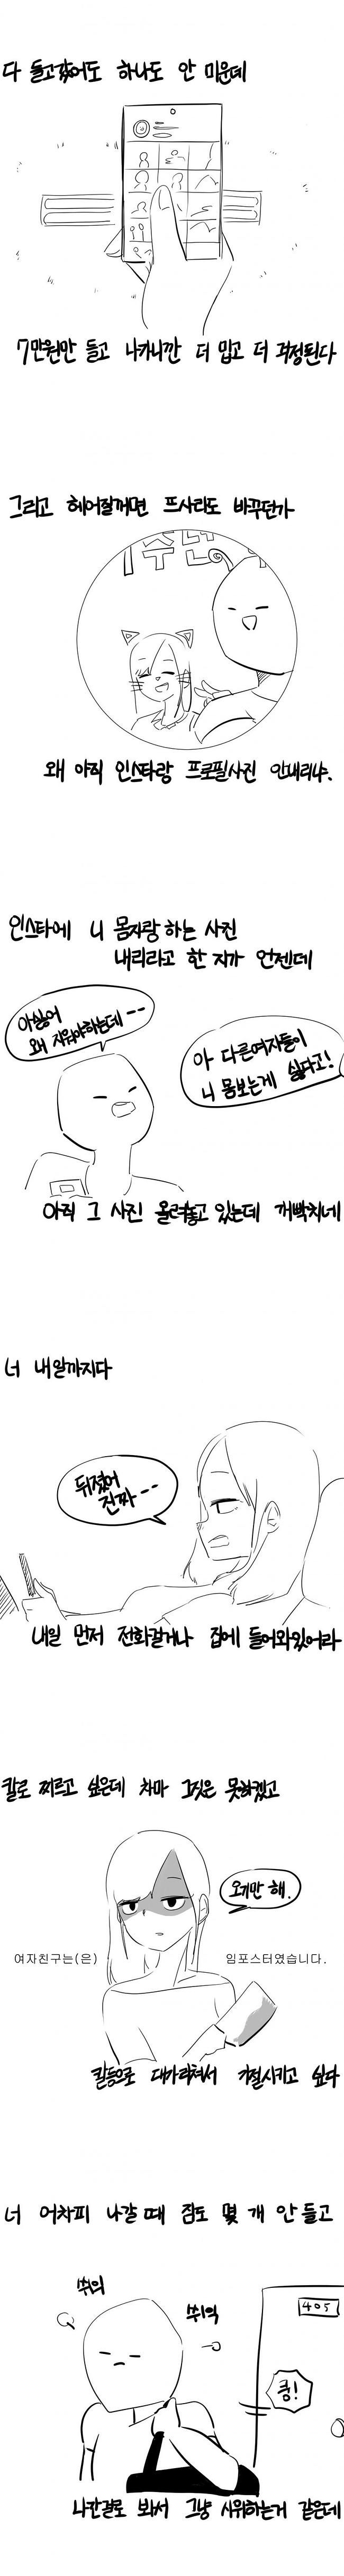 다 들고갔어도 하나도 안 미운데
7만원만 들고 나가니깐 더 밉고 더 걱정된다
그리고 헤어질꺼면 프사라도 바꾸던가
왜 아직 인스타랑 프로필사진 안내리냐.
인스타에 니 몸자랑 하는 사진
내리라고 한 지가 언젠데
아싫어
왜 지워야하는데--
아 다른여자들이
니 몸보는게 싫다고!
아직 그 사진 올려놓고 있는데 개빡치네
너 내일까지다
뒤졌어
진짜--
내일 먼저 전화걸거나 집에 들어와있어라
칼로 찌르고 싶은데 차마 그짓은 못하겠고
오기만 해.
여자친구는(은) 임포스터였습니다.
칼등으로 대가리쳐서 기절시키고 싶다
너 어차피 나갈 때 짐도 몇 개 안 들고
쒸익
쒸익
405
쿵!
나간걸로 봐서 그냥 시위하는거 같은데